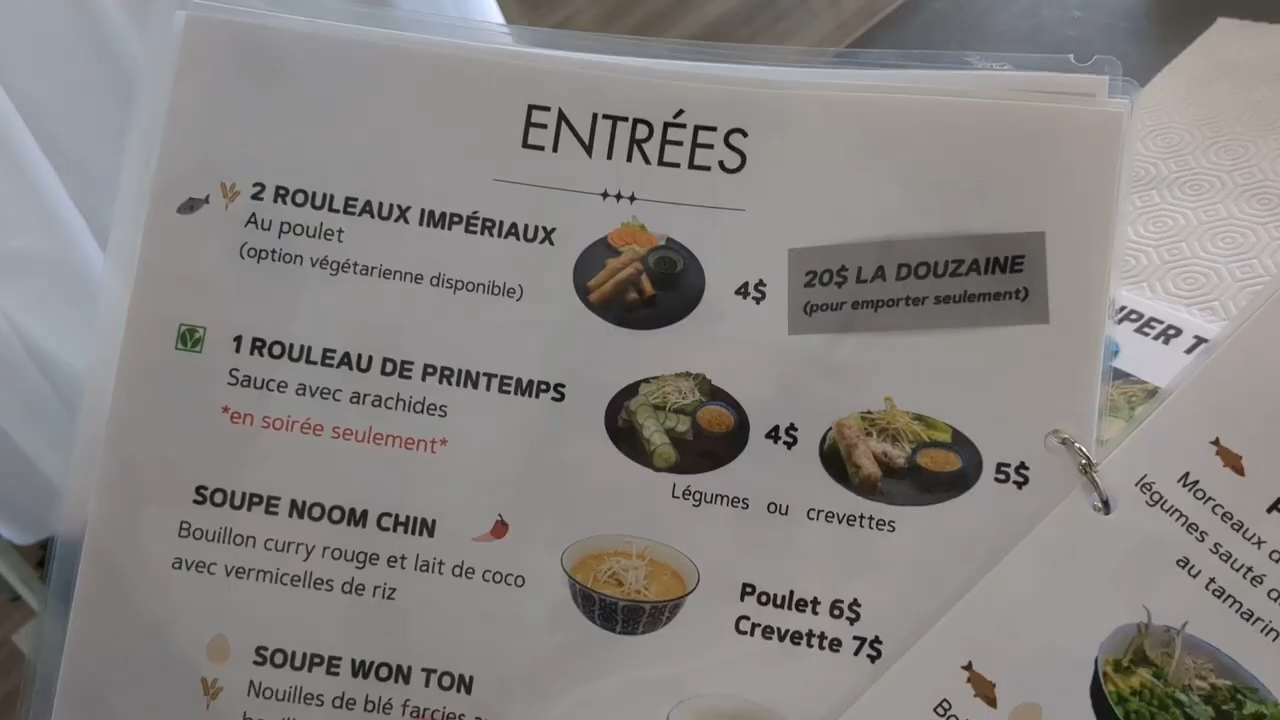 ENTRÉES
2 ROULEAUX IMPÉRIAUX
Au poulet
(option végétarienne disponible)
4$
20$ LA DOUZAINE
(pour emporter seulement)
1 ROULEAU DE PRINTEMPS
Sauce avec arachides
*en soirée seulement*
4$
5$
Légumes ou crevettes
SOUPE NOOM CHIN
Bouillon curry rouge et lait de coco
avec vermicelles de riz
Poulet 6$
Crevette 7$
SOUPE WON TON
Nouilles de blé farcies
Morceaux
légumes sauté
au tamarin